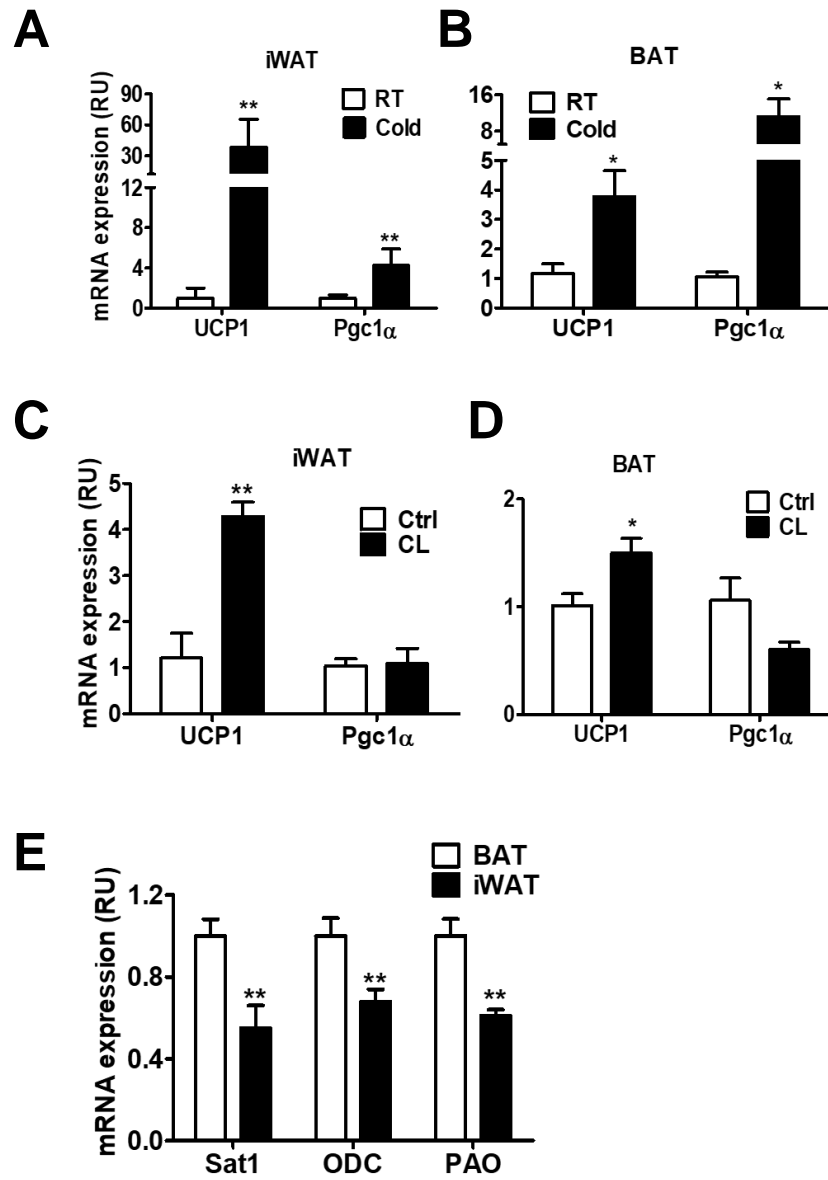 A
iWAT
RT
Cold
mRNA expression (RU)
90
60
30
12
8
4
0
**
**
UCP1
Pgc1α
B
BAT
RT
Cold
16
8
5
4
3
2
1
0
*
*
UCP1
Pgc1α
C
iWAT
Ctrl
CL
mRNA expression (RU)
5
4
3
2
1
0
**
UCP1
Pgc1α
D
BAT
Ctrl
CL
2
1
0
*
UCP1
Pgc1α
E
BAT
iWAT
mRNA expression (RU)
1.2
0.8
0.4
0.0
**
**
**
Sat1
ODC
PAO